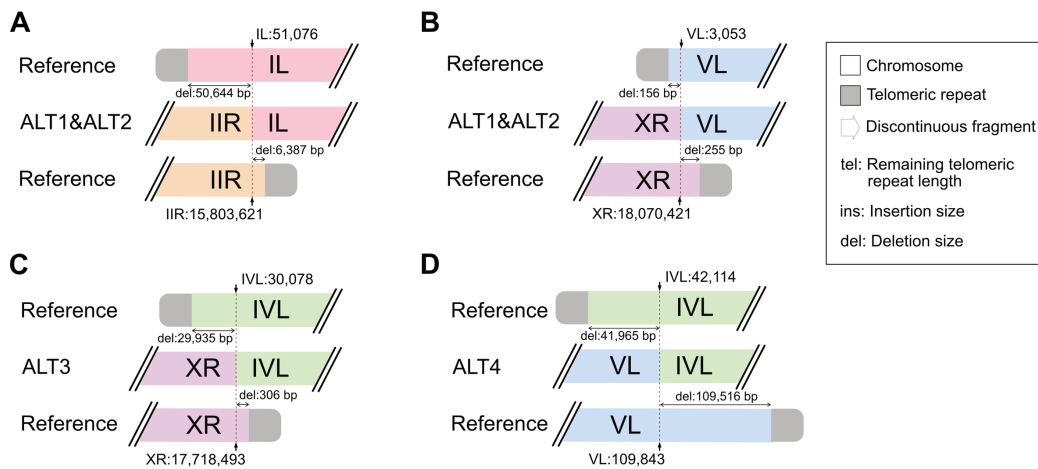 A
IL:51,076
Reference
IL
del:50,644 bp
ALT1&ALT2
IIR
IL
del:6,387 bp
Reference
IIR
IIR:15,803,621
B
VL:3,053
Reference
VL
del:156 bp
ALT1&ALT2
XR
VL
del:255 bp
Reference
XR
XR:18,070,421
Chromosome
Telomeric repeat
Discontinuous fragment
tel: Remaining telomeric
repeat length
ins: Insertion size
del: Deletion size
C
IVL:30,078
Reference
IVL
del:29,935 bp
ALT3
XR
IVL
del:306 bp
Reference
XR
XR:17,718,493
D
IVL:42,114
Reference
IVL
del:41,965 bp
ALT4
VL
IVL
del:109,516 bp
Reference
VL
VL:109,843